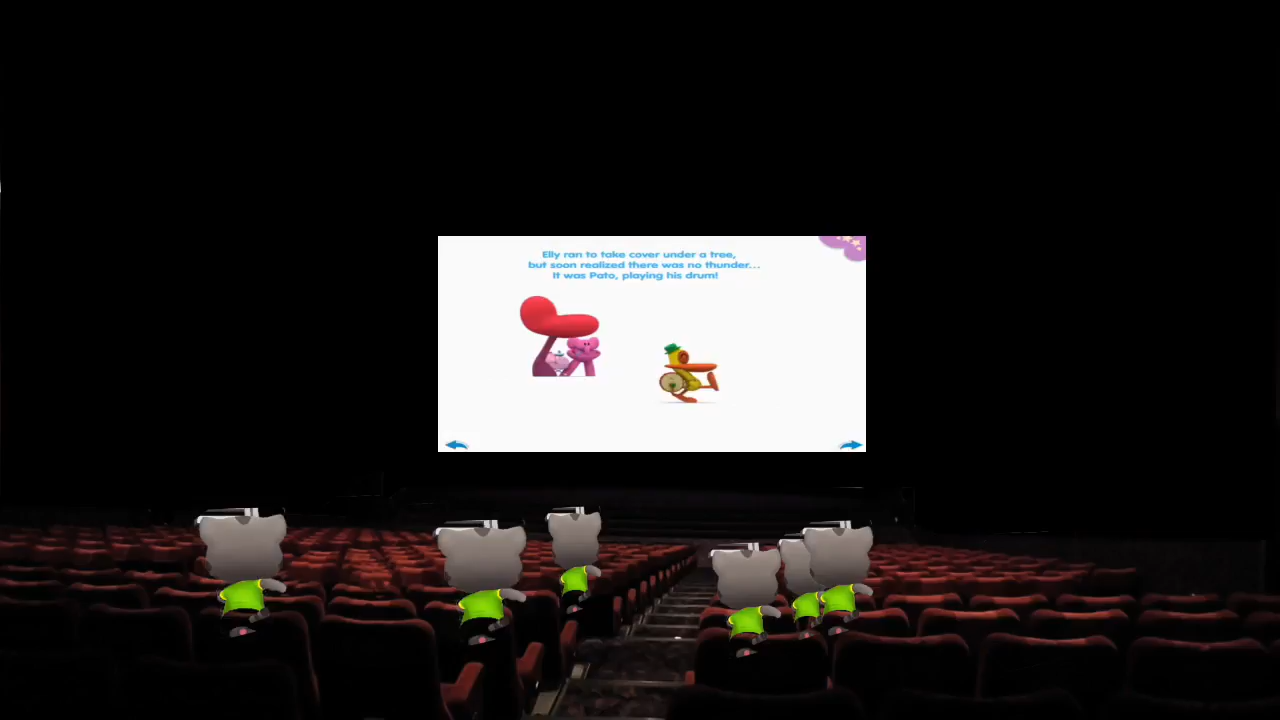 Elly ran to take cover under a tree,
but soon realized there was no thunder...
It was Pato, playing his drum!